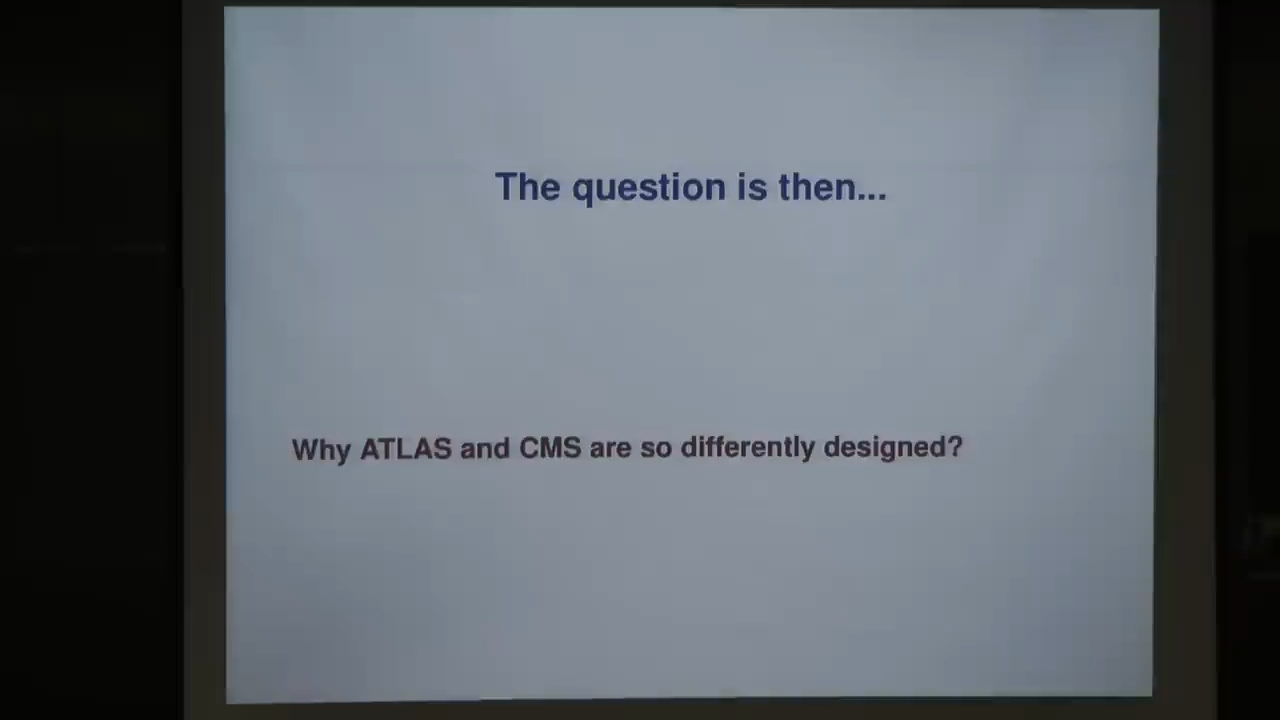 The question is then...
Why ATLAS and CMS are so differently designed?